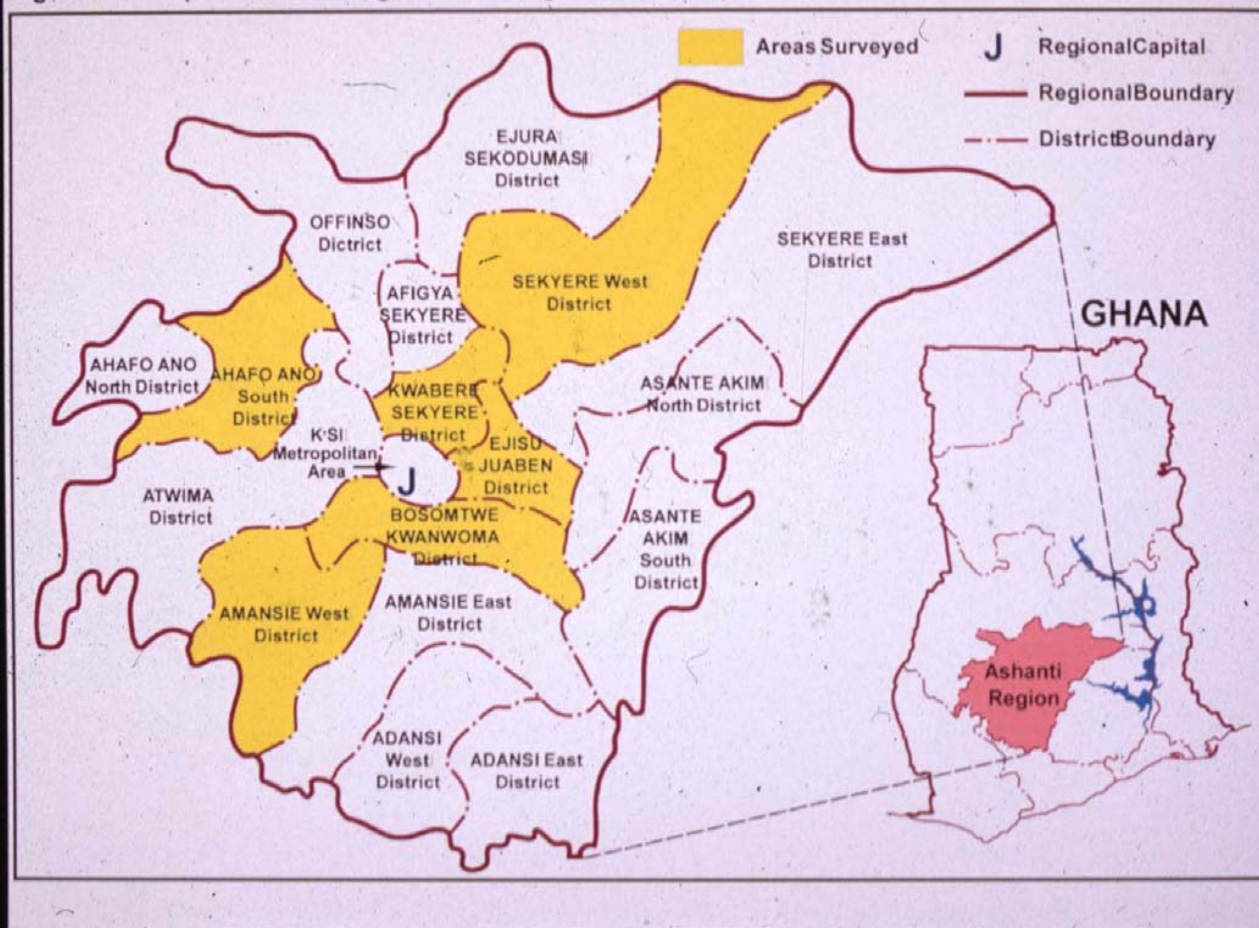 Areas Surveyed
J RegionalCapital
RegionalBoundary
DistrictBoundary
EJURA
SEKODUMASI
District
OFFINSO
Dictrict
SEKYERE East
District
SEKYERE West
District
AFIGYA
SEKYERE
District
AHAFO ANO
North District
AHAFO ANO
South
District
KWABERE
SEKYERE
District
ASANTE AKIM
North District
K'SI
Metropolitan
Area
J
EJISU
JUABEN
District
ATWIMA
District
BOSOMTWE
KWANWOMA
District
ASANTE
AKIM
South
District
AMANSIE West
District
AMANSIE East
District
ADANSI
West
District
ADANSI East
District
GHANA
Ashanti
Region